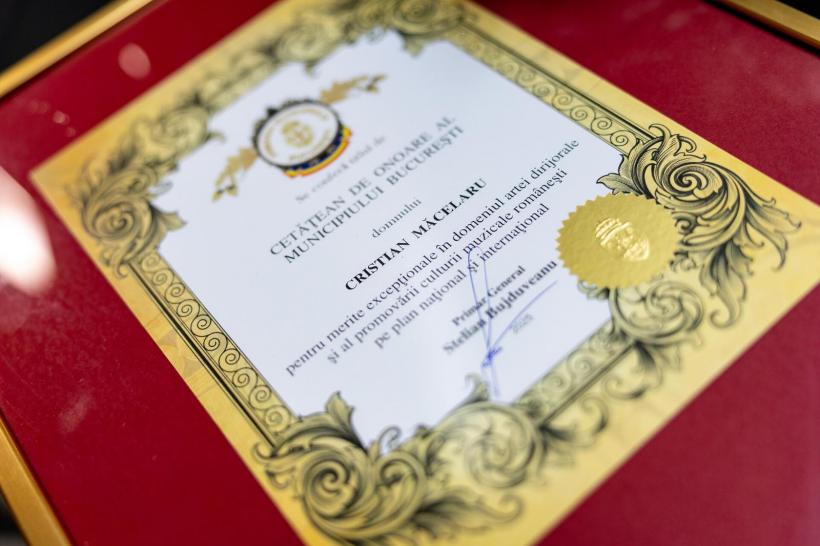 Se conferă titlul de
CETĂȚEAN DE ONOARE AL
MUNICIPIULUI BUCUREȘTI
domnului
CRISTIAN MĂCELARU
pentru merite excepționale în domeniul artei dirijorale
și al promovării culturii muzicale românești
pe plan național și internațional
Primar General
Stelian Bujduveanu
2025